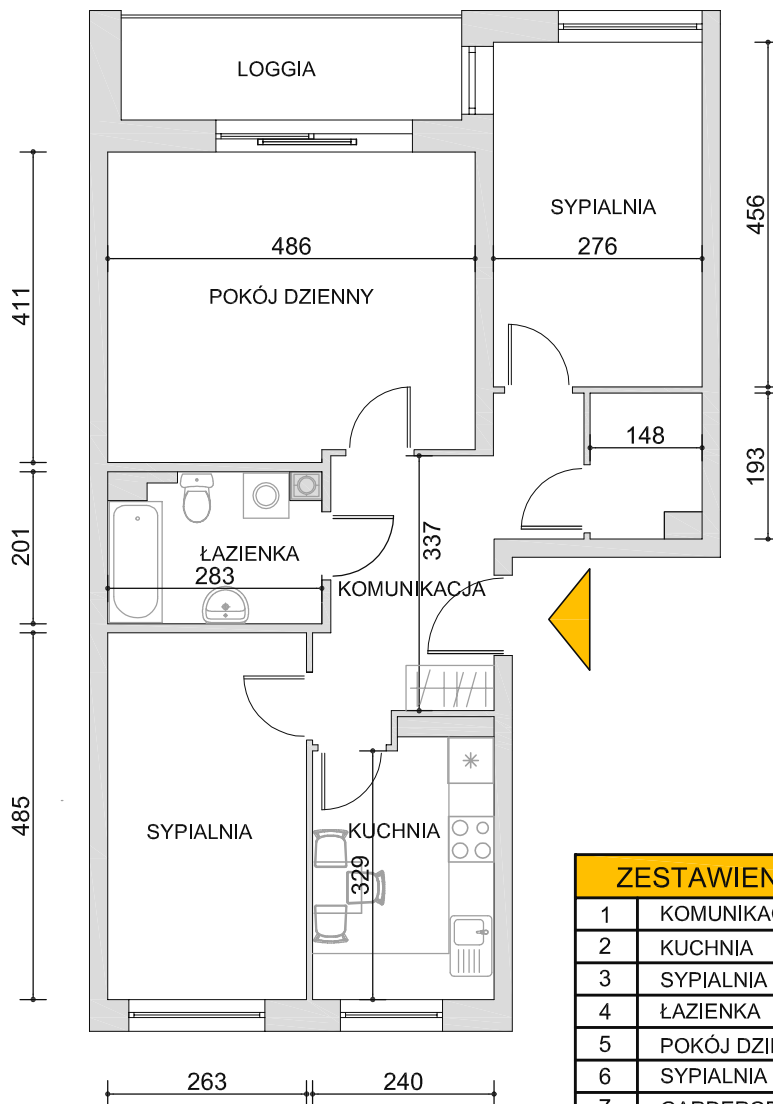 LOGGIA
SYPIALNIA
456
486
276
POKÓJ DZIENNY
411
148
193
201
ŁAZIENKA
337
283
KOMUNIKACJA
485
SYPIALNIA
KUCHNIA
329
ZESTAWIEN
1 KOMUNIKAC
2 KUCHNIA
3 SYPIALNIA
4 ŁAZIENKA
5 POKÓJ DZIE
6 SYPIALNIA
263
240